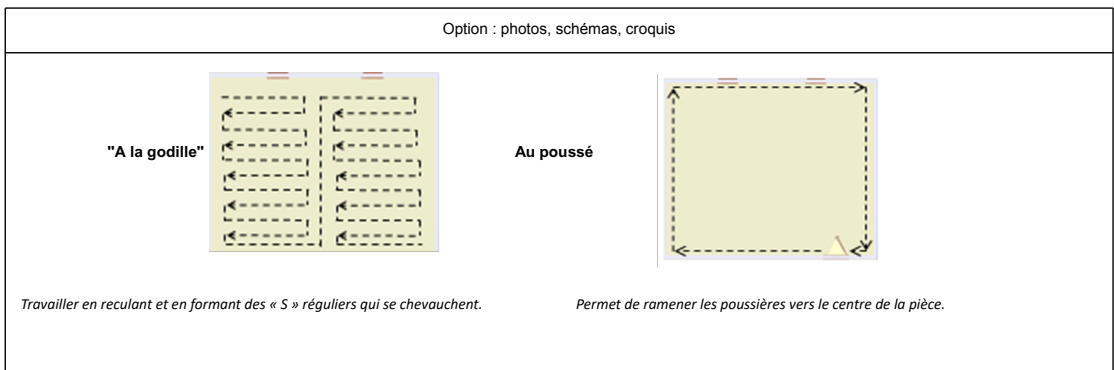 Option : photos, schémas, croquis
"A la godille"
Au poussé
Travailler en reculant et en formant des « S » réguliers qui se chevauchent.
Permet de ramener les poussières vers le centre de la pièce.